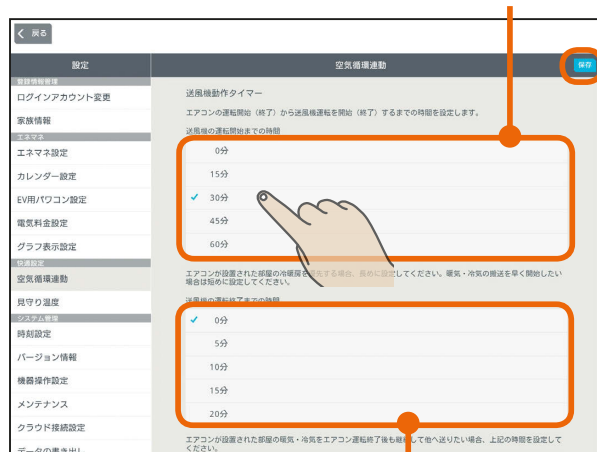 戻る
設定
空気循環連動
保存
登録情報管理
ログインアカウント変更
家族情報
エネマネ
エネマネ設定
カレンダー設定
EV用パワコン設定
電気料金設定
グラフ表示設定
快適設定
空気循環連動
見守り温度
システム管理
時刻設定
バージョン情報
機器操作設定
メンテナンス
クラウド接続設定
データの書き出し
送風機動作タイマー
エアコンの運転開始（終了）から送風機運転を開始（終了）するまでの時間を設定します。
送風機の運転開始までの時間
0分
15分
30分
45分
60分
エアコンが設置された部屋の冷暖房を優先する場合、長めに設定してください。暖気・冷気の搬送を早く開始したい
場合は短めに設定してください。
送風機の運転終了までの時間
0分
5分
10分
15分
20分
エアコンが設置された部屋の暖気・冷気をエアコン運転終了後も継続して他へ送りたい場合、上記の時間を設定して
ください。